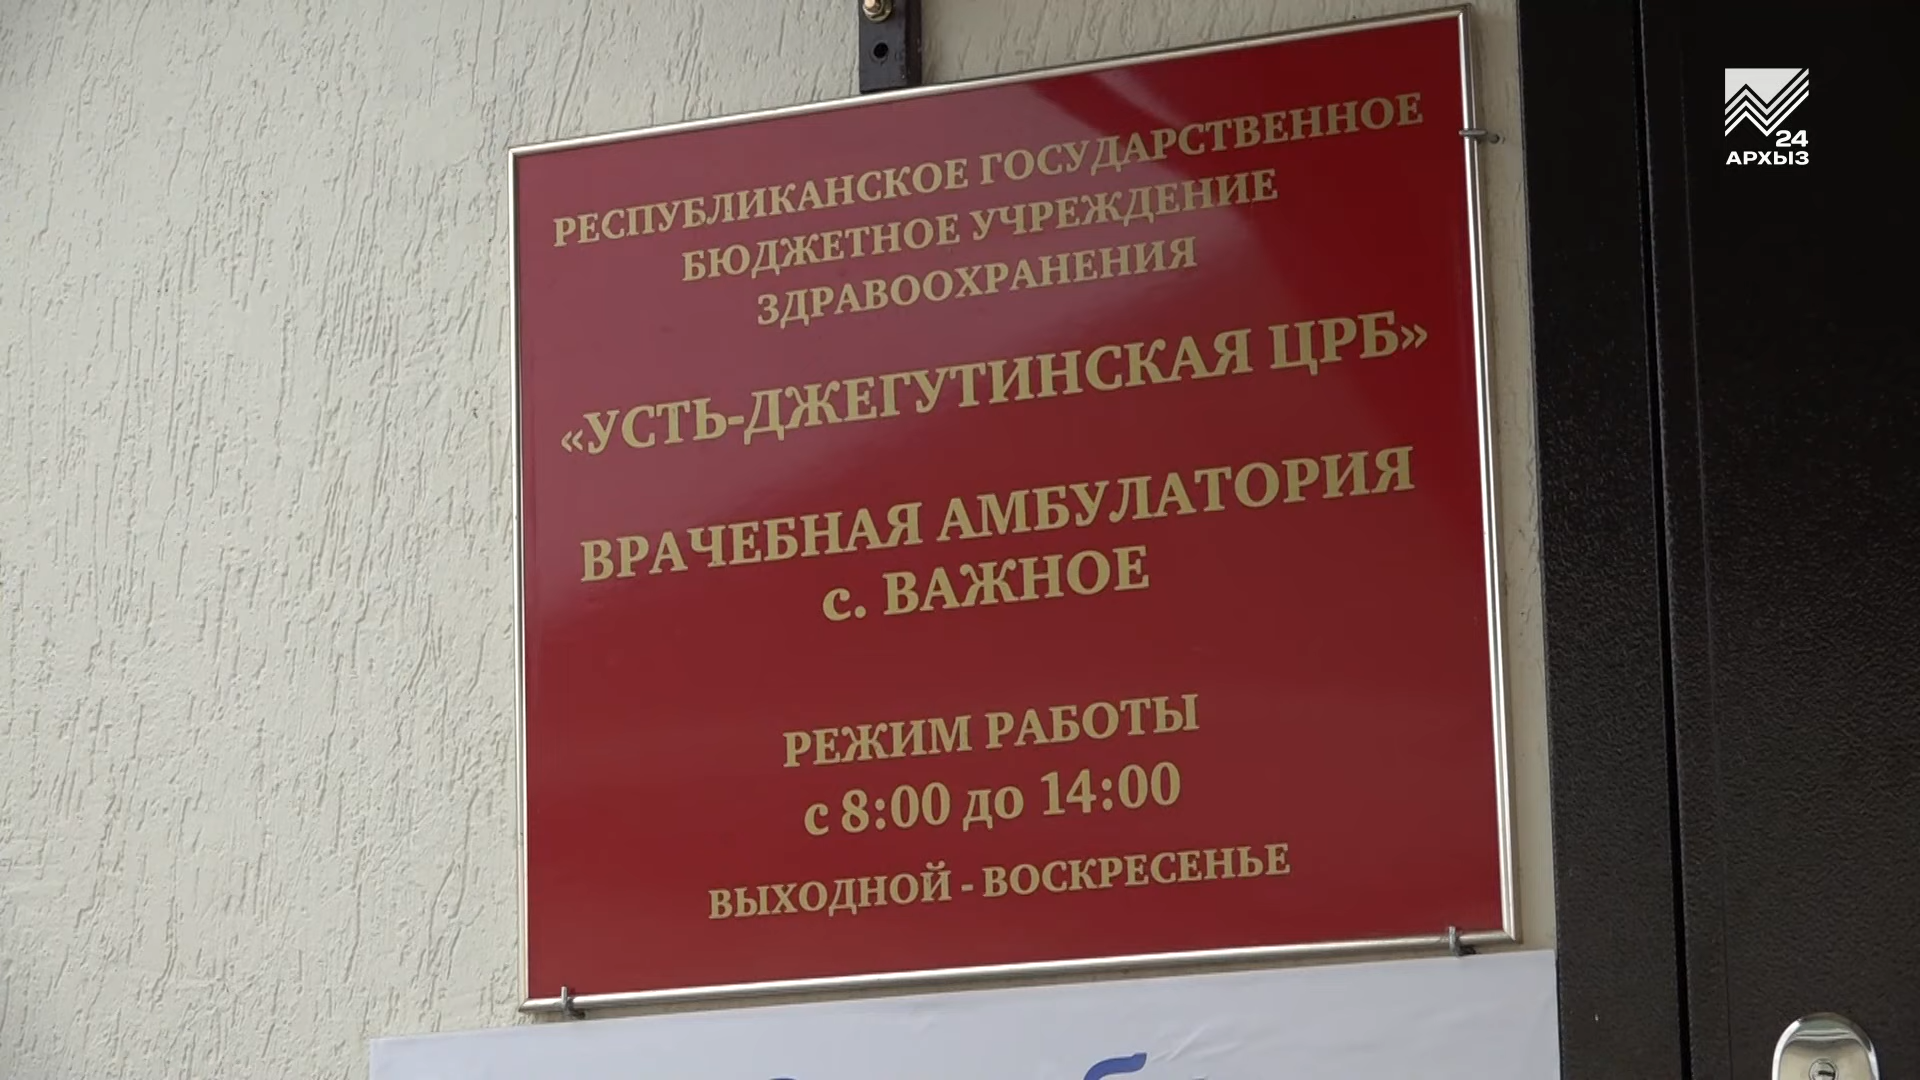 РЕСПУБЛИКАНСКОЕ ГОСУДАРСТВЕННОЕ
БЮДЖЕТНОЕ УЧРЕЖДЕНИЕ
ЗДРАВООХРАНЕНИЯ
«УСТЬ-ДЖЕГУТИНСКАЯ ЦРБ»
ВРАЧЕБНАЯ АМБУЛАТОРИЯ
с. ВАЖНОЕ
РЕЖИМ РАБОТЫ
с 8:00 до 14:00
ВЫХОДНОЙ - ВОСКРЕСЕНЬЕ
24
АРХЫЗ